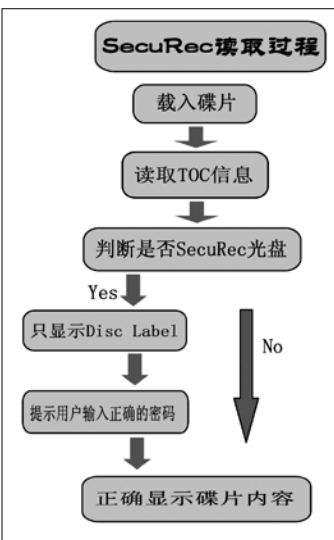 SecuRec读取过程
载入碟片
读取TOC信息
判断是否SecuRec光盘
Yes
只显示Disc Label
No
提示用户输入正确的密码
正确显示碟片内容